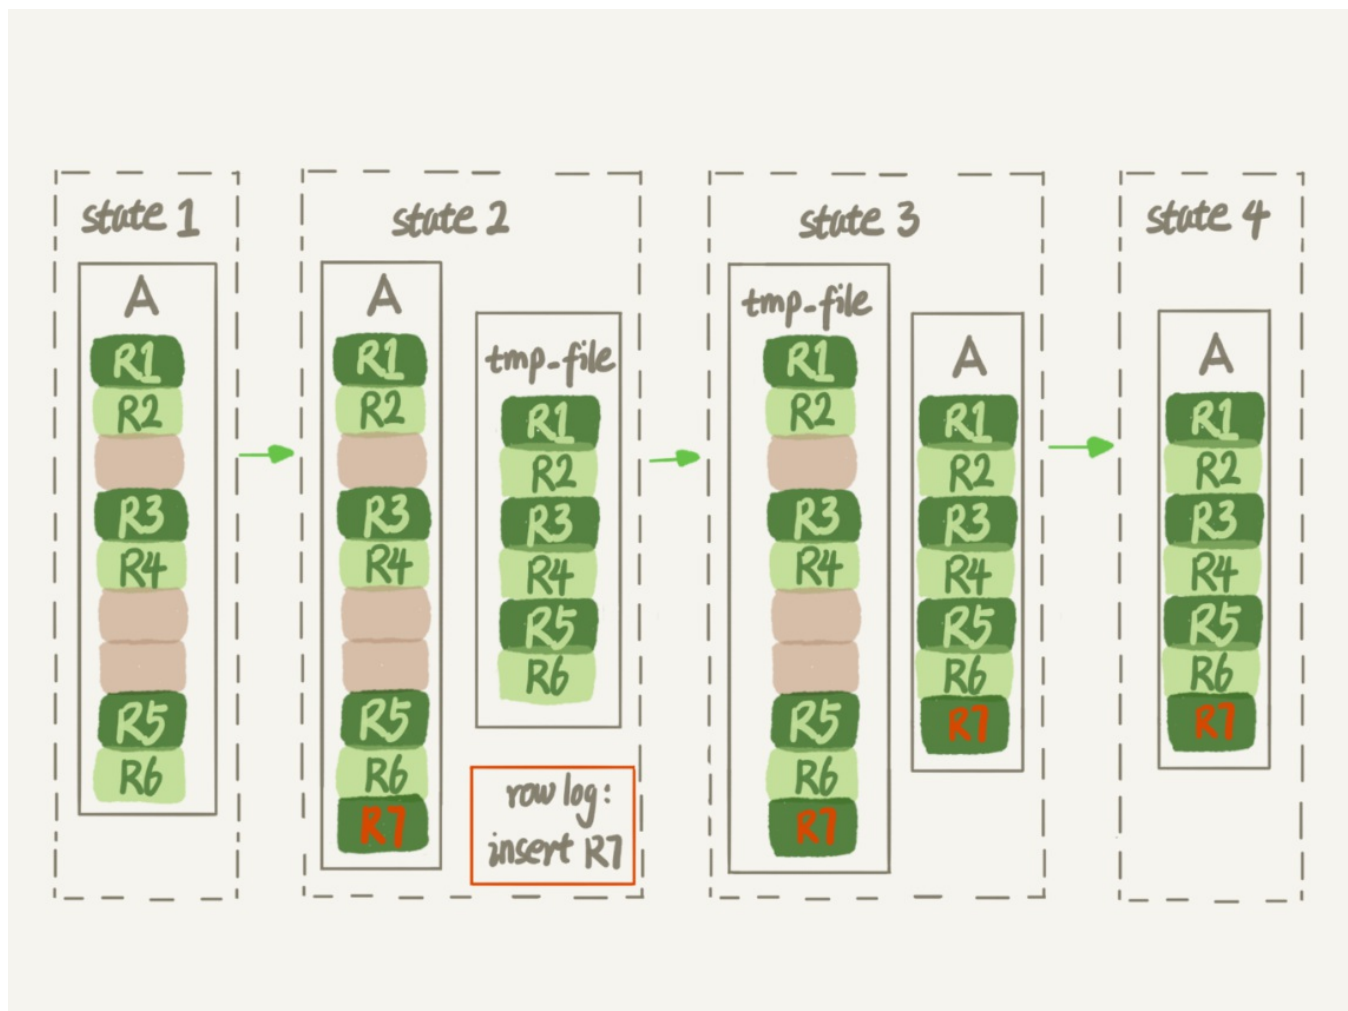 state 1
A
R1
R2
R3
R4
R5
R6
state 2
A
R1
R2
R3
R4
R5
R6
R7
tmp-file
R1
R2
R3
R4
R5
R6
row log:
insert R7
state 3
tmp-file
R1
R2
R3
R4
R5
R6
R7
A
R1
R2
R3
R4
R5
R6
R7
state 4
A
R1
R2
R3
R4
R5
R6
R7